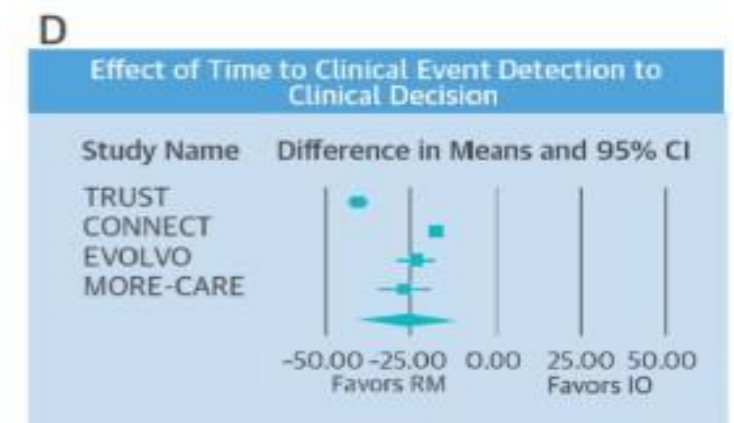 D
Effect of Time to Clinical Event Detection to
Clinical Decision
Study Name Difference in Means and 95% CI
TRUST
CONNECT
EVOLVO
MORE-CARE
-50.00 -25.00 0.00 25.00 50.00
Favors RM Favors IO